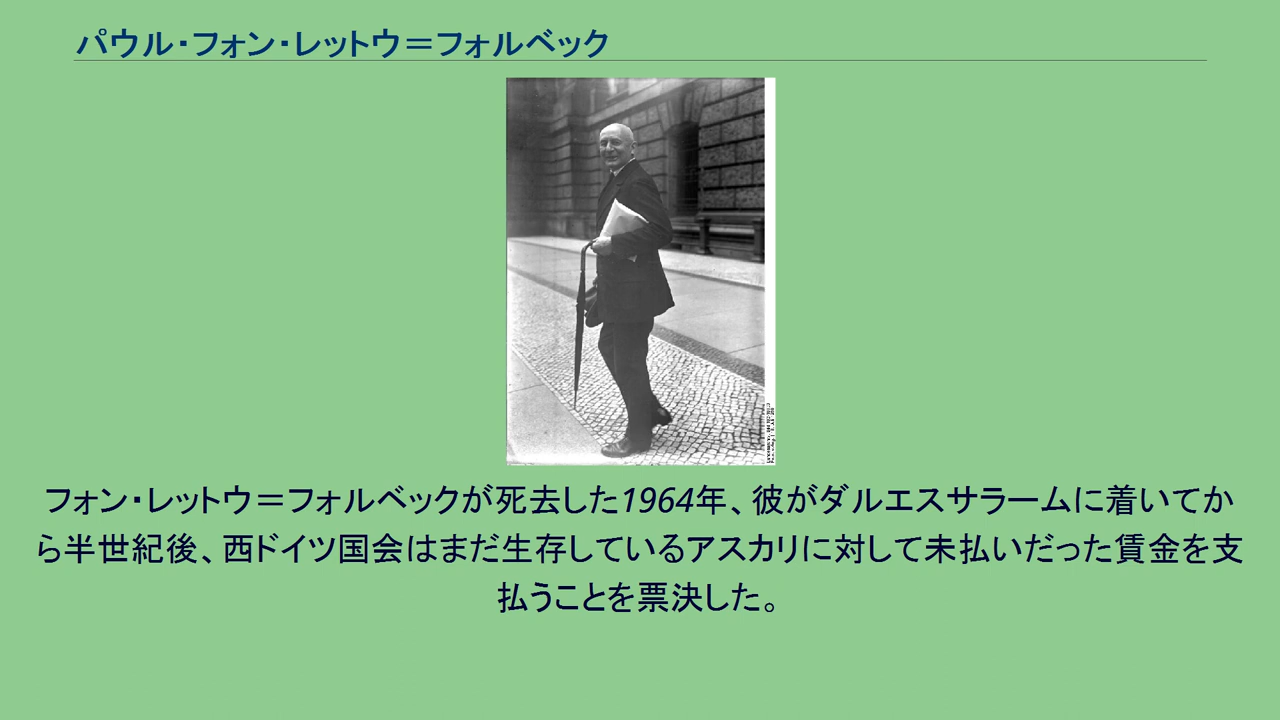 パウル・フォン・レットウ＝フォルベック
フォン・レットウ＝フォルベックが死去した1964年、彼がダルエスサラームに着いてか
ら半世紀後、西ドイツ国会はまだ生存しているアスカリに対して未払いだった賃金を支
払うことを票決した。